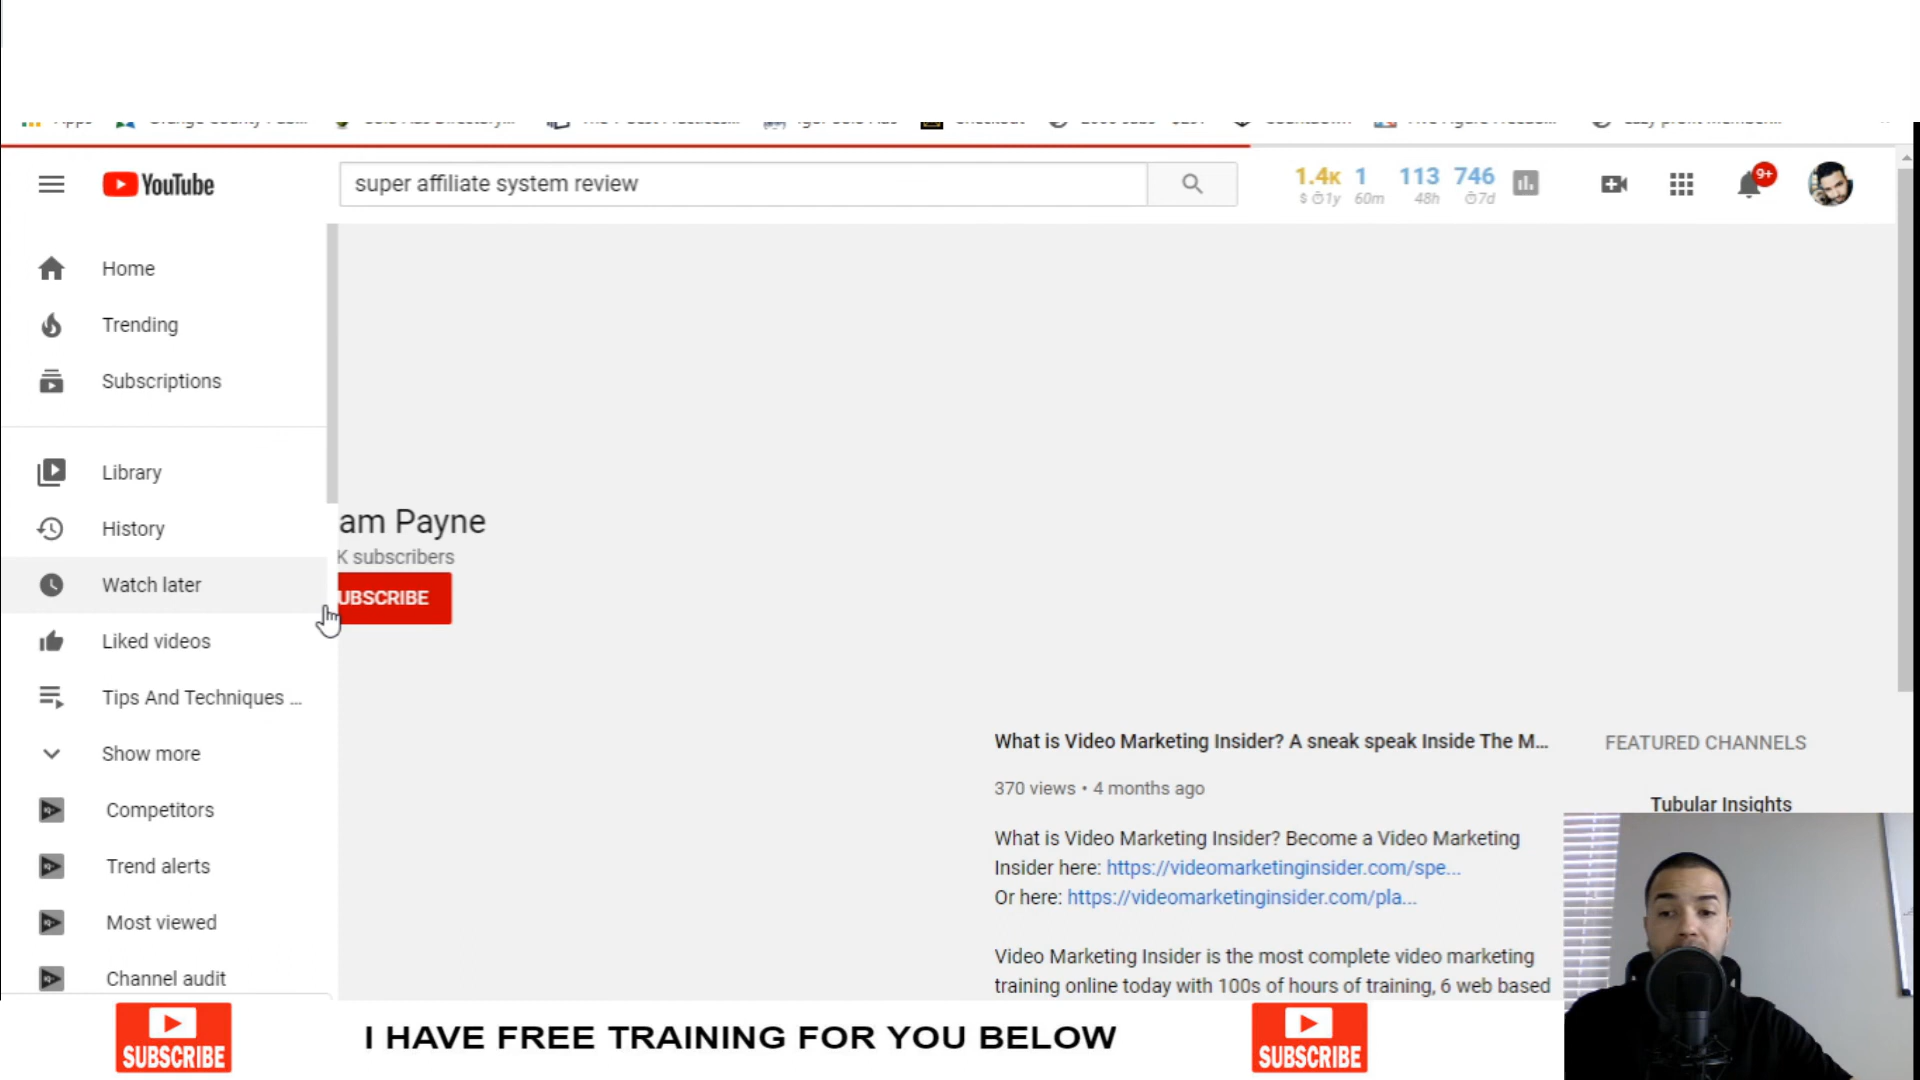 YouTube
super affiliate system review
1.4K 1 113 746
1y 60m 48h 7d
9+
Home
Trending
Subscriptions
Library
History
Watch later
Liked videos
Tips And Techniques ...
Show more
Competitors
Trend alerts
Most viewed
Channel audit
am Payne
K subscribers
UBSCRIBE
What is Video Marketing Insider? A sneak speak Inside The M...
370 views • 4 months ago
What is Video Marketing Insider? Become a Video Marketing
Insider here: https://videomarketinginsider.com/spe...
Or here: https://videomarketinginsider.com/pla...
Video Marketing Insider is the most complete video marketing
training online today with 100s of hours of training, 6 web based
FEATURED CHANNELS
Tubular Insights
SUBSCRIBE
I HAVE FREE TRAINING FOR YOU BELOW
SUBSCRIBE